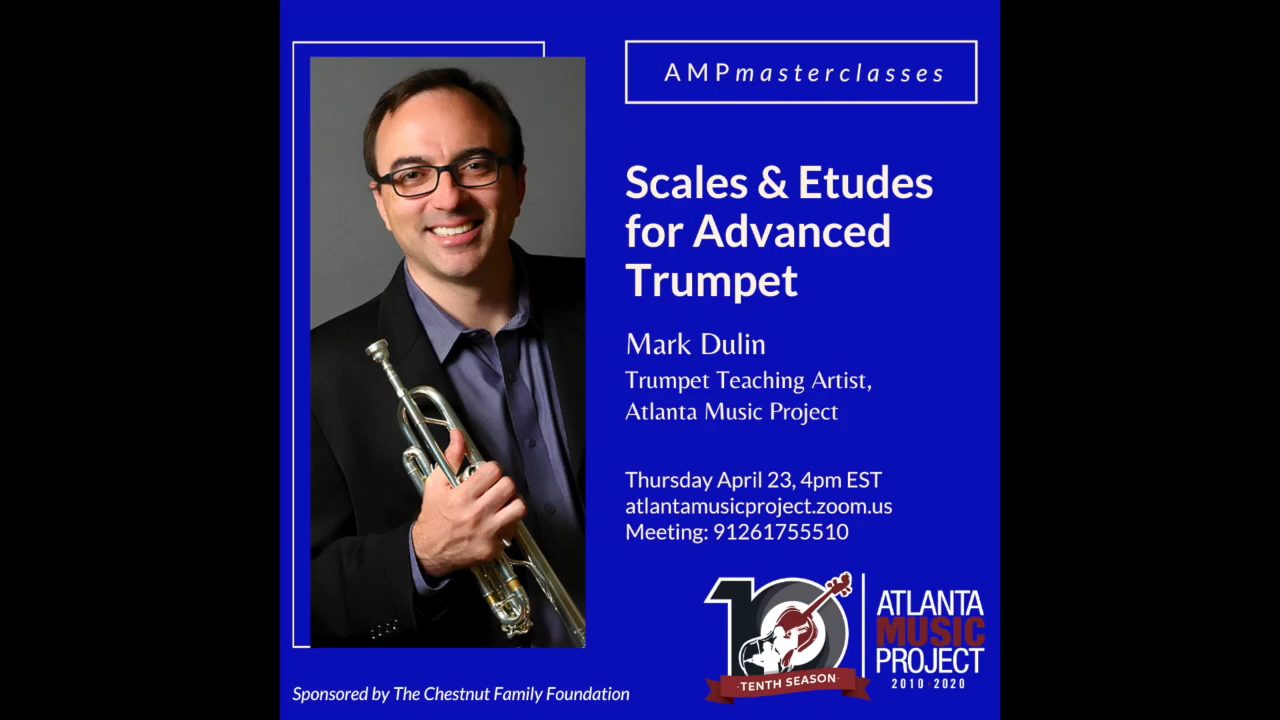 AMPmasterclasses
Scales & Etudes
for Advanced
Trumpet
Mark Dulin
Trumpet Teaching Artist,
Atlanta Music Project
Thursday April 23, 4pm EST
atlantamusicproject.zoom.us
Meeting: 91261755510
10
·TENTH SEASON·
ATLANTA
MUSIC
PROJECT
2010·2020
Sponsored by The Chestnut Family Foundation